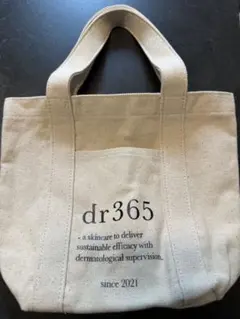 dr365
- a skincare to deliver
sustainable efficacy with
dermatological supervision.
since 2021